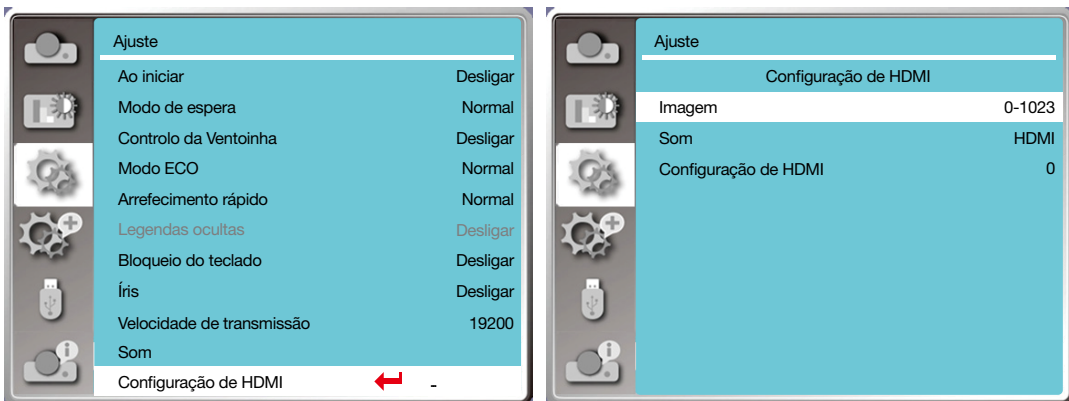 Ajuste
Ao iniciar Desligar
Modo de espera Normal
Controlo da Ventoinha Desligar
Modo ECO Normal
Arrefecimento rápido Normal
Legendas ocultas Desligar
Bloqueio do teclado Desligar
Íris Desligar
Velocidade de transmissão 19200
Som
Configuração de HDMI -
Ajuste
Configuração de HDMI
Imagem 0-1023
Som HDMI
Configuração de HDMI 0